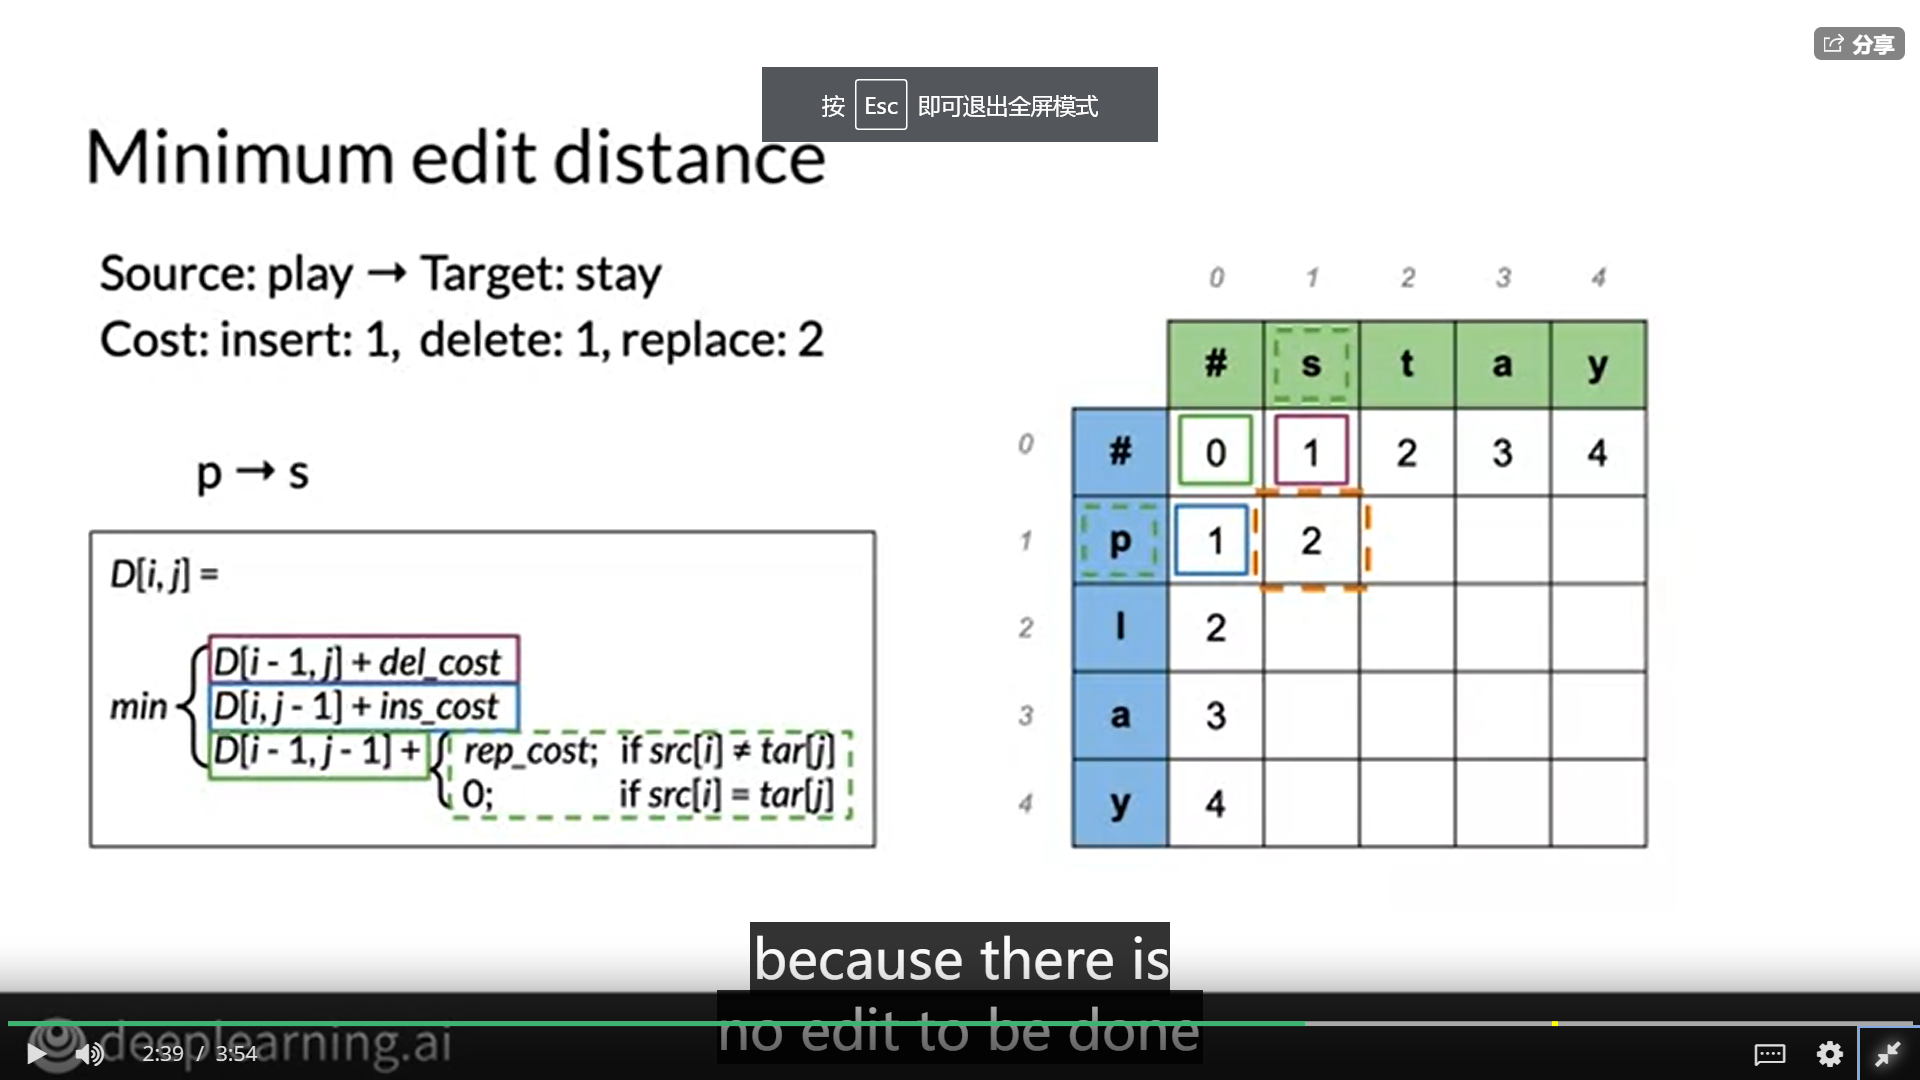 分享
按 Esc 即可退出全屏模式
Minimum edit distance
Source: play → Target: stay
Cost: insert: 1, delete: 1, replace: 2
p → s
D[i, j] =
min
D[i - 1, j] + del_cost
D[i, j - 1] + ins_cost
D[i - 1, j - 1] +
rep_cost; if src[i] ≠ tar[j]
0; if src[i] = tar[j]
0 1 2 3 4
# s t a y
0 # 0 1 2 3 4
1 p 1 2
2 l 2
3 a 3
4 y 4
because there is
no edit to be done
deeplearning.ai
2:39 / 3:54